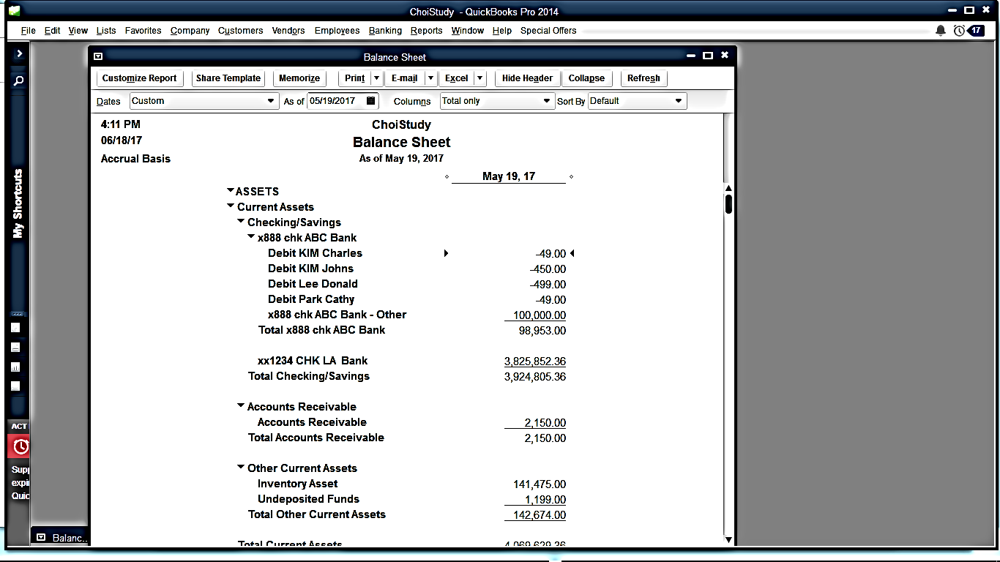 ChoiStudy - QuickBooks Pro 2014
File Edit View Lists Favorites Company Customers Vendors Employees Banking Reports Window Help Special Offers 17
Balance Sheet
Customize Report Share Template Memorize Print E-mail Excel Hide Header Collapse Refresh
Dates Custom As of 05/19/2017 Columns Total only Sort By Default
4:11 PM ChoiStudy
06/18/17 Balance Sheet
Accrual Basis As of May 19, 2017
May 19, 17
ASSETS
Current Assets
Checking/Savings
x888 chk ABC Bank
Debit KIM Charles -49.00
Debit KIM Johns -450.00
Debit Lee Donald -499.00
Debit Park Cathy -49.00
x888 chk ABC Bank - Other 100,000.00
Total x888 chk ABC Bank 98,953.00
xx1234 CHK LA Bank 3,825,852.36
Total Checking/Savings 3,924,805.36
Accounts Receivable
Accounts Receivable 2,150.00
Total Accounts Receivable 2,150.00
Other Current Assets
Inventory Asset 141,475.00
Undeposited Funds 1,199.00
Total Other Current Assets 142,674.00
Total Current Assets 4,069,629.36
My Shortcuts
ACT
Supp
expi
Quic
Balanc...